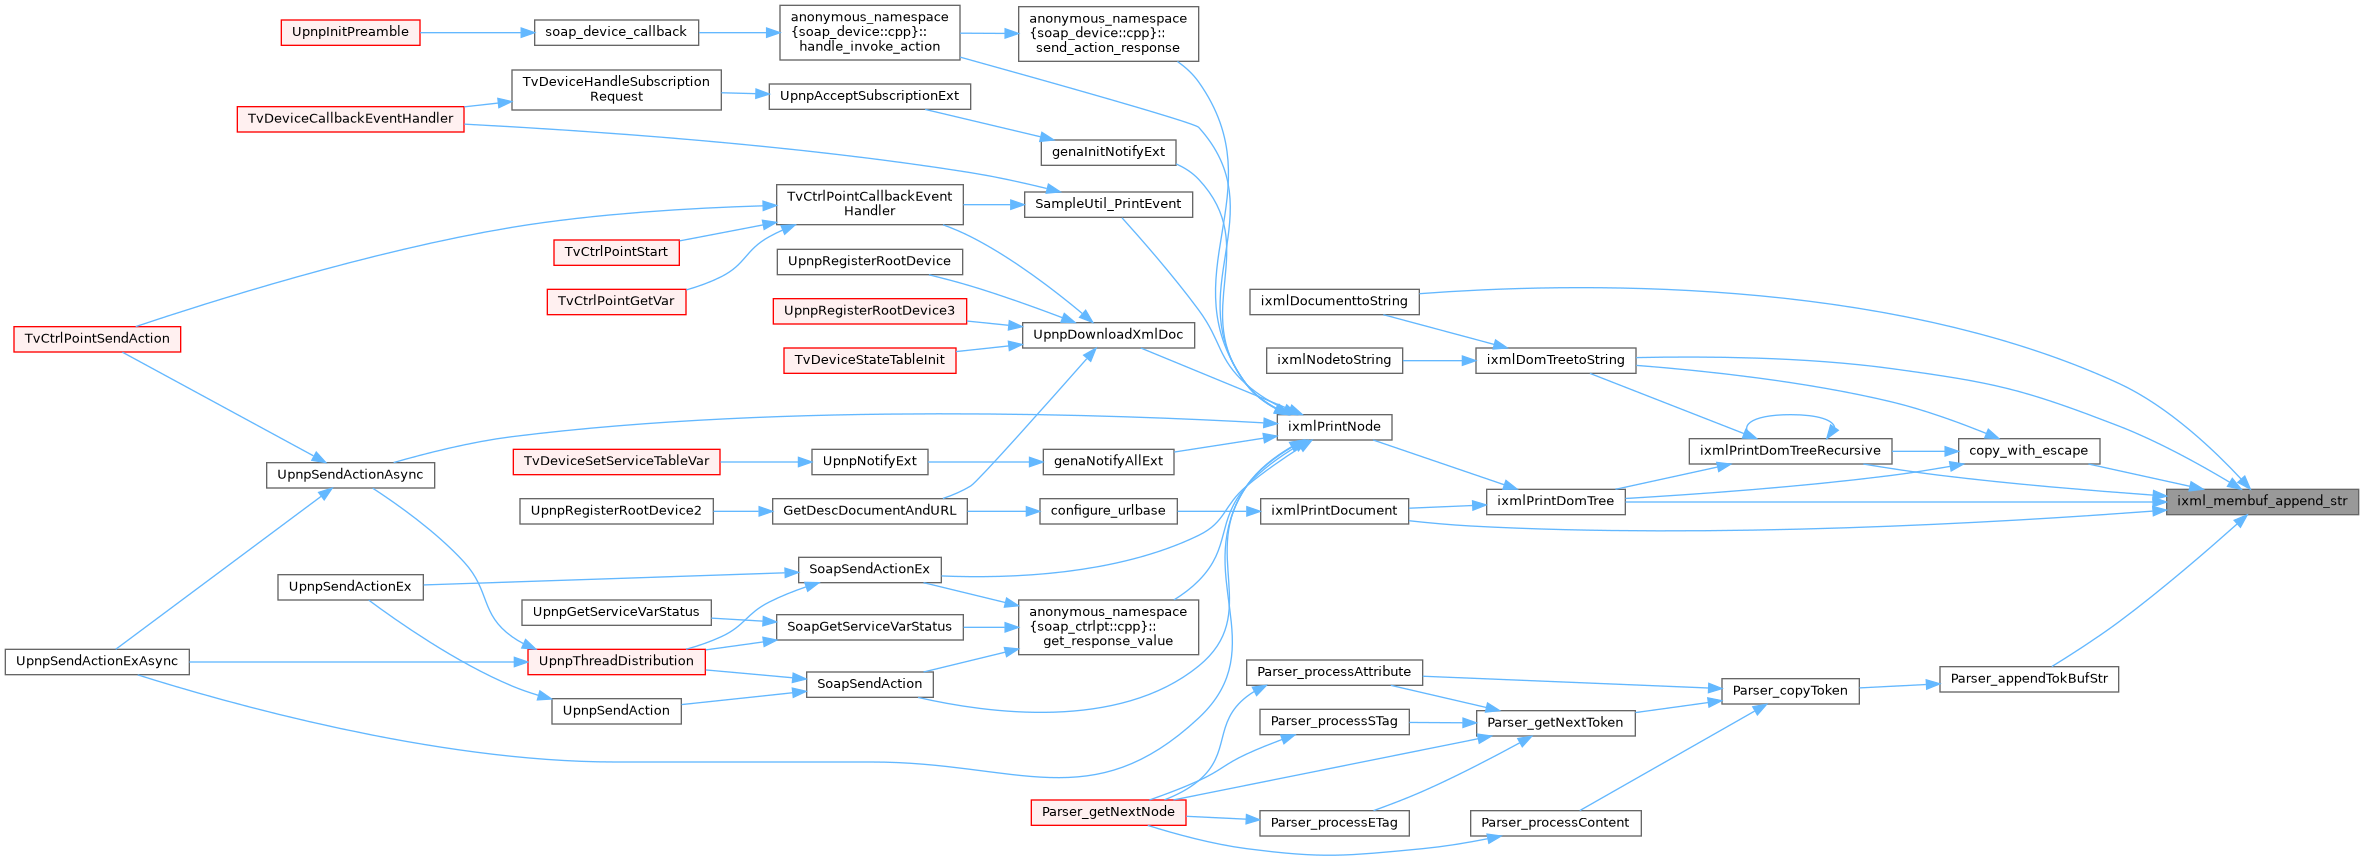 UpnpInitPreamble
soap_device_callback
anonymous_namespace
{soap_device::cpp}::
handle_invoke_action
anonymous_namespace
{soap_device::cpp}::
send_action_response
TvDeviceHandleSubscription
Request
UpnpAcceptSubscriptionExt
TvDeviceCallbackEventHandler
genaInitNotifyExt
TvCtrlPointCallbackEvent
Handler
SampleUtil_PrintEvent
TvCtrlPointStart
UpnpRegisterRootDevice
TvCtrlPointGetVar
UpnpRegisterRootDevice3
ixmlDocumenttoString
TvCtrlPointSendAction
UpnpDownloadXmlDoc
TvDeviceStateTableInit
ixmlNodetoString
ixmlDomTreetoString
ixmlPrintNode
ixmlPrintDomTreeRecursive
copy_with_escape
UpnpSendActionAsync
TvDeviceSetServiceTableVar
UpnpNotifyExt
genaNotifyAllExt
ixmlPrintDomTree
ixml_membuf_append_str
UpnpRegisterRootDevice2
GetDescDocumentAndURL
configure_urlbase
ixmlPrintDocument
SoapSendActionEx
UpnpSendActionEx
UpnpGetServiceVarStatus
SoapGetServiceVarStatus
anonymous_namespace
{soap_ctrlpt::cpp}::
get_response_value
UpnpSendActionExAsync
UpnpThreadDistribution
SoapSendAction
UpnpSendAction
Parser_processAttribute
Parser_copyToken
Parser_appendTokBufStr
Parser_processSTag
Parser_getNextToken
Parser_getNextNode
Parser_processETag
Parser_processContent